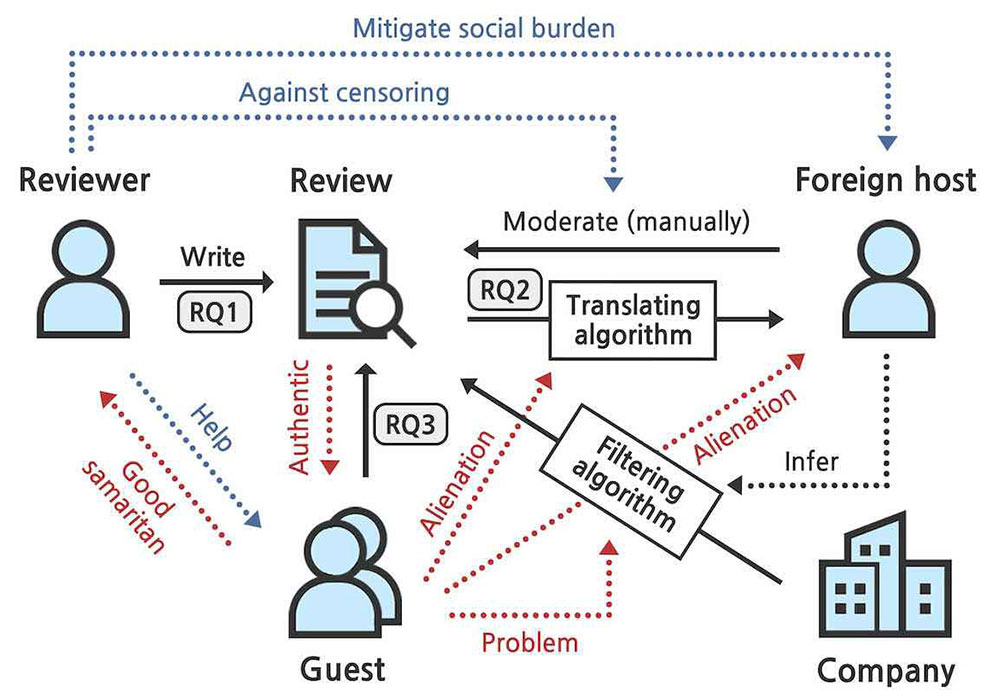 Mitigate social burden
Against censoring
Reviewer
Review
Foreign host
Write
RQ1
Moderate (manually)
RQ2
Translating
algorithm
Authentic
RQ3
Help
Good
samaritan
Alienation
Filtering
algorithm
Alienation
Infer
Problem
Guest
Company